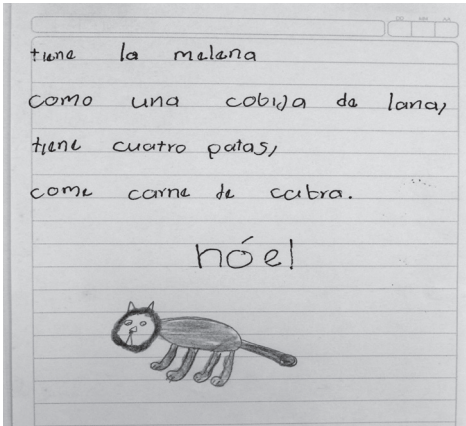 tiene la melena
como una cobija de lana,
tiene cuatro patas,
come carne de cabra.
nóel